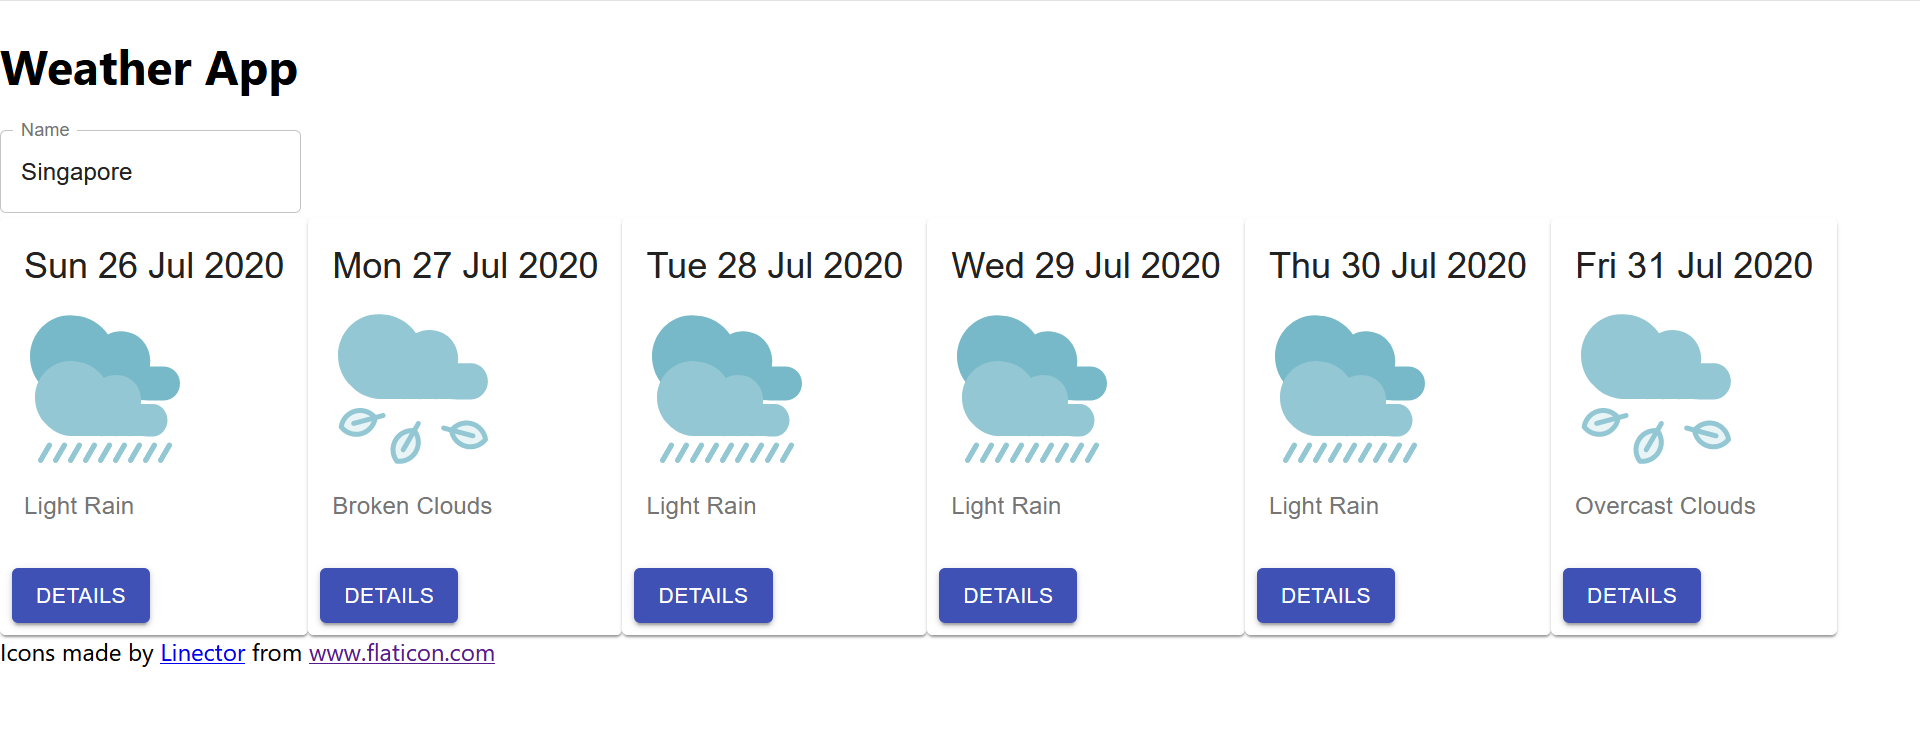 Weather App
Name
Singapore
Sun 26 Jul 2020
Mon 27 Jul 2020
Tue 28 Jul 2020
Wed 29 Jul 2020
Thu 30 Jul 2020
Fri 31 Jul 2020
Light Rain
Broken Clouds
Light Rain
Light Rain
Light Rain
Overcast Clouds
DETAILS
DETAILS
DETAILS
DETAILS
DETAILS
DETAILS
Icons made by Linector from www.flaticon.com